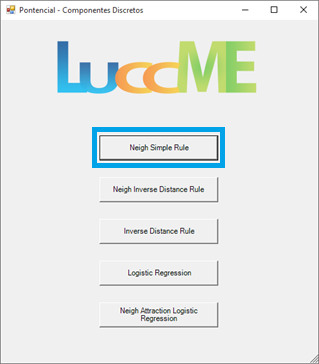 Pontencial - Componentes Discretos
LuccME
Neigh Simple Rule
Neigh Inverse Distance Rule
Inverse Distance Rule
Logistic Regression
Neigh Attraction Logistic
Regression